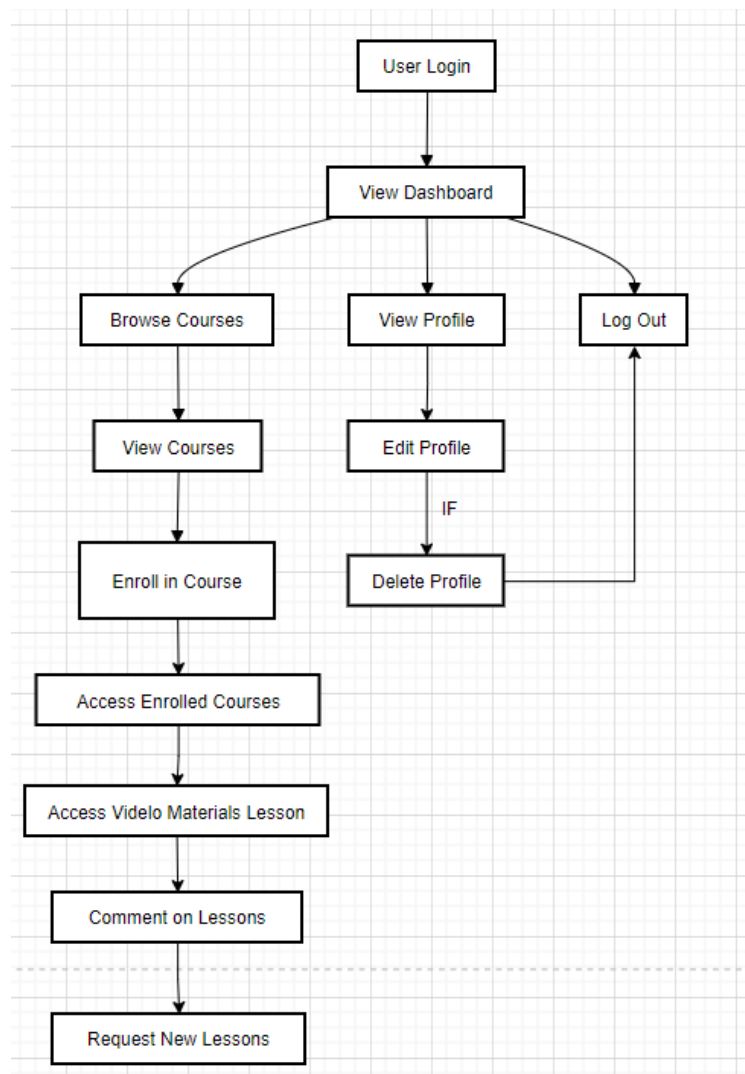 User Login
View Dashboard
Browse Courses
View Profile
Log Out
View Courses
Edit Profile
IF
Enroll in Course
Delete Profile
Access Enrolled Courses
Access Videlo Materials Lesson
Comment on Lessons
Request New Lessons